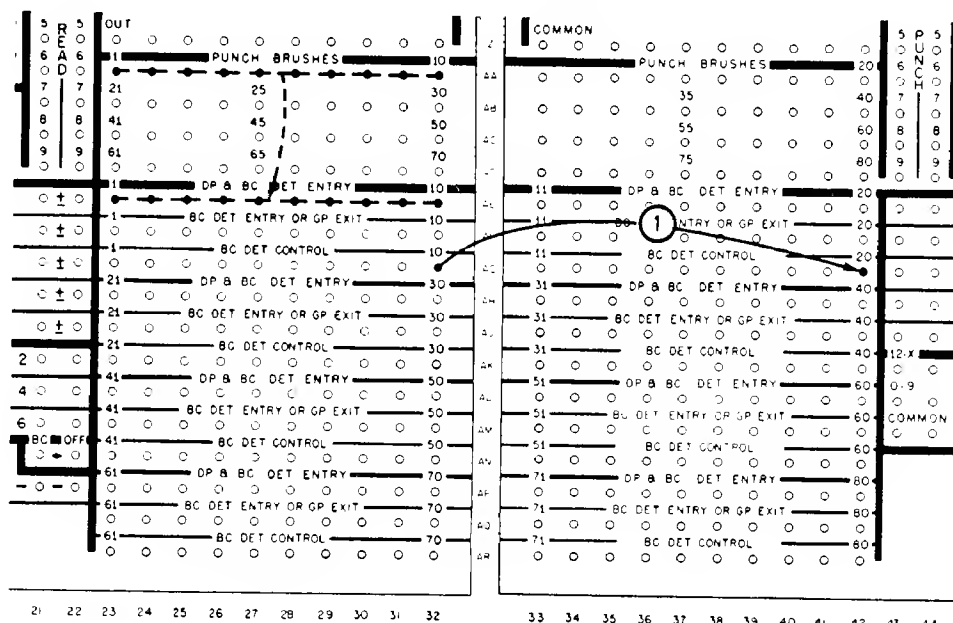 5 5 OUT COMMON 5 5
READ PUNCH
6 6 1 PUNCH BRUSHES 10 PUNCH BRUSHES 20 6 6
AA
7 7 21 25 30 35 40 7 7
AB
8 8 41 45 50 55 60 8 8
9 9 61 65 70 75 80 9 9
1 DP & BC DET ENTRY 10 11 DP & BC DET ENTRY 20
±
1 BC DET ENTRY OR GP EXIT 10 11 ENTRY OR GP EXIT 20
± 1
1 BC DET CONTROL 10 11 BC DET CONTROL 20
±
21 DP & BC DET ENTRY 30 31 DP & BC DET ENTRY 40
± AH
21 BC DET ENTRY OR GP EXIT 30 31 BC DET ENTRY OR GP EXIT 40
± AJ
21 BC DET CONTROL 30 31 BC DET CONTROL 40 12-X
2 AK
41 DP & BC DET ENTRY 50 51 DP & BC DET ENTRY 60 0-9
4 AL
41 BC DET ENTRY OR GP EXIT 50 51 BC DET ENTRY OR GP EXIT 60 COMMON
6 AM
BC OFF 41 BC DET CONTROL 50 51 BC DET CONTROL 60
AN
61 DP & BC DET ENTRY 70 71 DP & BC DET ENTRY 80
61 BC DET ENTRY OR GP EXIT 70 71 BC DET ENTRY OR GP EXIT 80
AQ
61 BC DET CONTROL 70 71 BC DET CONTROL 80
AR
21 22 23 24 25 26 27 28 29 30 31 32 33 34 35 36 37 38 39 40 41 42 43 44